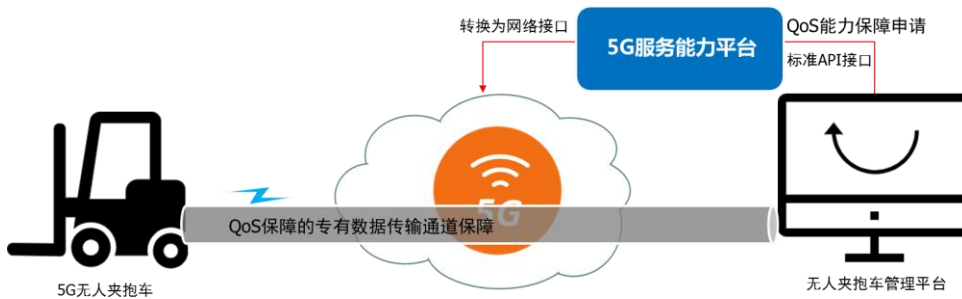 转换为网络接口
5G服务能力平台
QoS能力保障申请
标准API接口
5G
QoS保障的专有数据传输通道保障
5G无人夹抱车
无人夹抱车管理平台